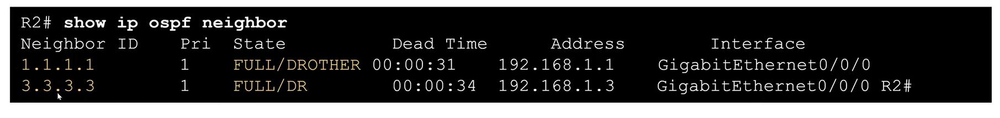 R2# show ip ospf neighbor
Neighbor ID Pri State Dead Time Address Interface
1.1.1.1 1 FULL/DROTHER 00:00:31 192.168.1.1 GigabitEthernet0/0/0
3.3.3.3 1 FULL/DR 00:00:34 192.168.1.3 GigabitEthernet0/0/0 R2#